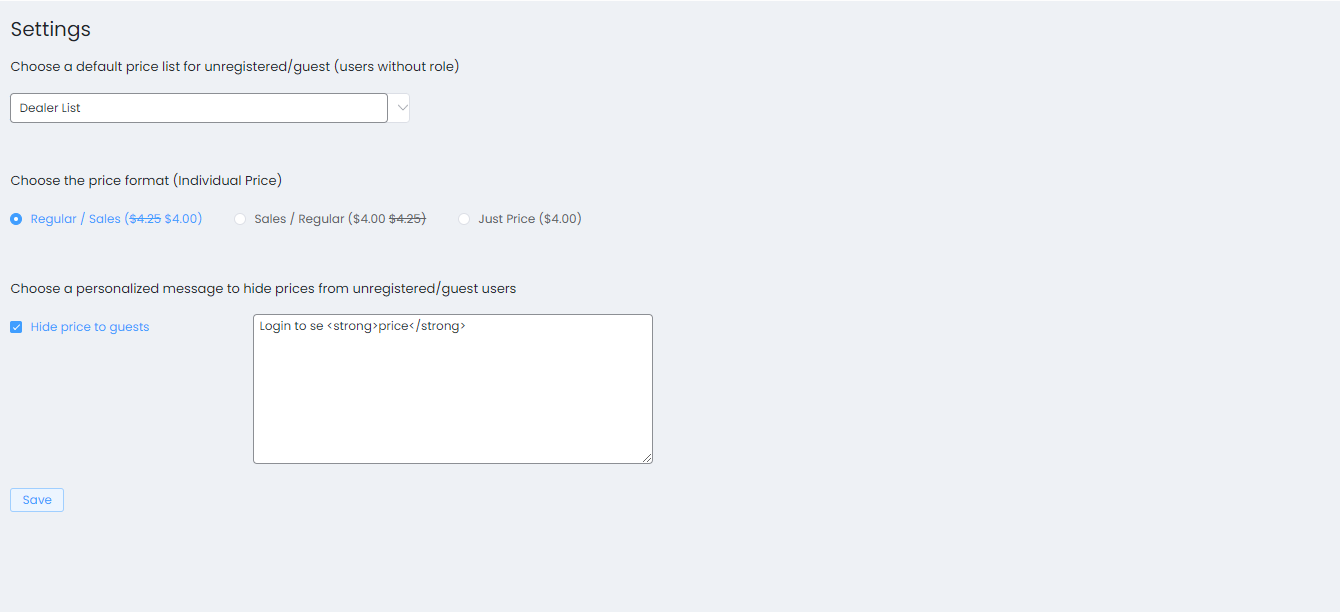 Settings
Choose a default price list for unregistered/guest (users without role)
Dealer List
Choose the price format (Individual Price)
Regular / Sales ($4.25 $4.00) Sales / Regular ($4.00 $4.25) Just Price ($4.00)
Choose a personalized message to hide prices from unregistered/guest users
Hide price to guests Login to se <strong>price</strong>
Save